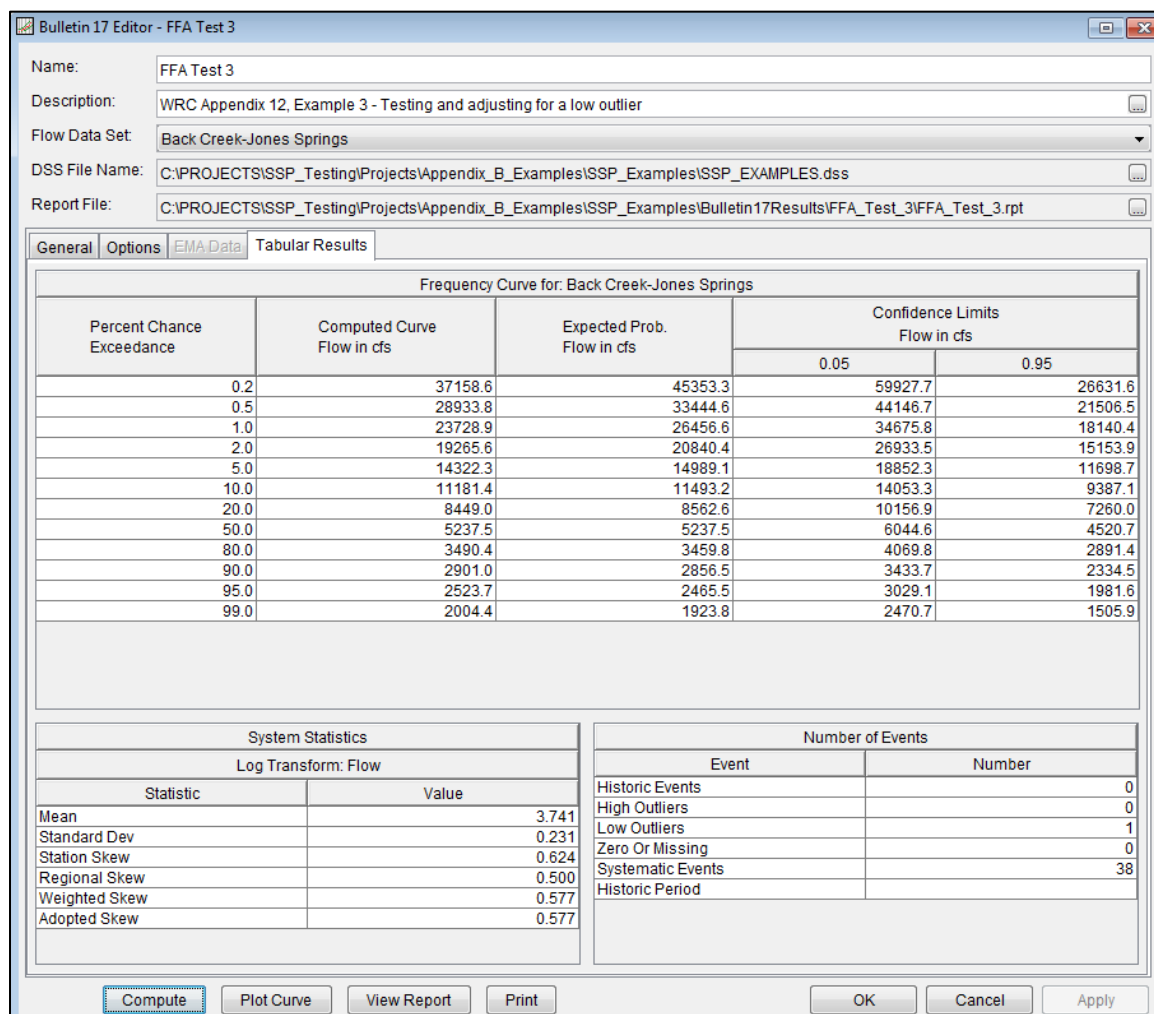 Bulletin 17 Editor - FFA Test 3
Name: FFA Test 3
Description: WRC Appendix 12, Example 3 - Testing and adjusting for a low outlier ...
Flow Data Set: Back Creek-Jones Springs
DSS File Name: C:\PROJECTS\SSP_Testing\Projects\Appendix_B_Examples\SSP_Examples\SSP_EXAMPLES.dss ...
Report File: C:\PROJECTS\SSP_Testing\Projects\Appendix_B_Examples\SSP_Examples\Bulletin17Results\FFA_Test_3\FFA_Test_3.rpt ...
General Options EMA Data Tabular Results
Frequency Curve for: Back Creek-Jones Springs
Percent Chance Exceedance Computed Curve Flow in cfs Expected Prob. Flow in cfs Confidence Limits Flow in cfs
0.05 0.95
0.2 37158.6 45353.3 59927.7 26631.6
0.5 28933.8 33444.6 44146.7 21506.5
1.0 23728.9 26456.6 34675.8 18140.4
2.0 19265.6 20840.4 26933.5 15153.9
5.0 14322.3 14989.1 18852.3 11698.7
10.0 11181.4 11493.2 14053.3 9387.1
20.0 8449.0 8562.6 10156.9 7260.0
50.0 5237.5 5237.5 6044.6 4520.7
80.0 3490.4 3459.8 4069.8 2891.4
90.0 2901.0 2856.5 3433.7 2334.5
95.0 2523.7 2465.5 3029.1 1981.6
99.0 2004.4 1923.8 2470.7 1505.9
System Statistics
Log Transform: Flow
Statistic Value
Mean 3.741
Standard Dev 0.231
Station Skew 0.624
Regional Skew 0.500
Weighted Skew 0.577
Adopted Skew 0.577
Number of Events
Event Number
Historic Events 0
High Outliers 0
Low Outliers 1
Zero Or Missing 0
Systematic Events 38
Historic Period
Compute Plot Curve View Report Print OK Cancel Apply